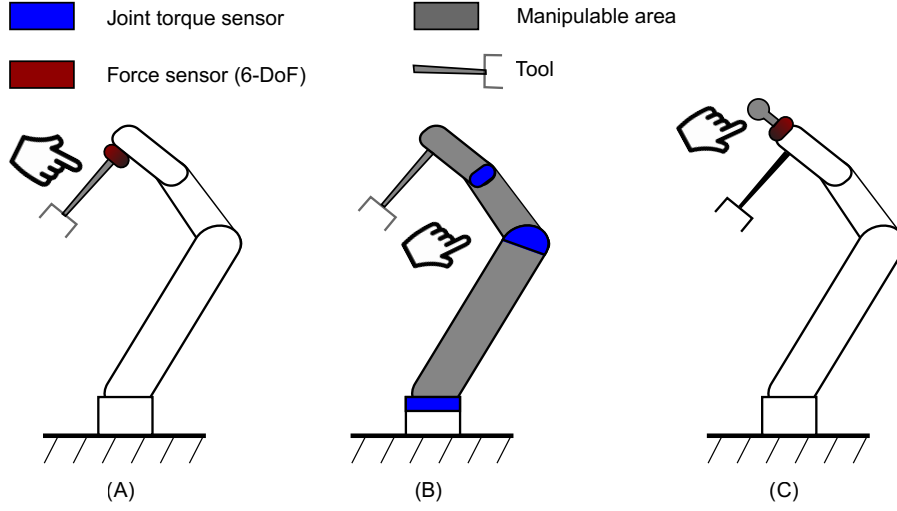 Joint torque sensor
Manipulable area
Force sensor (6-DoF)
Tool
(A)
(B)
(C)